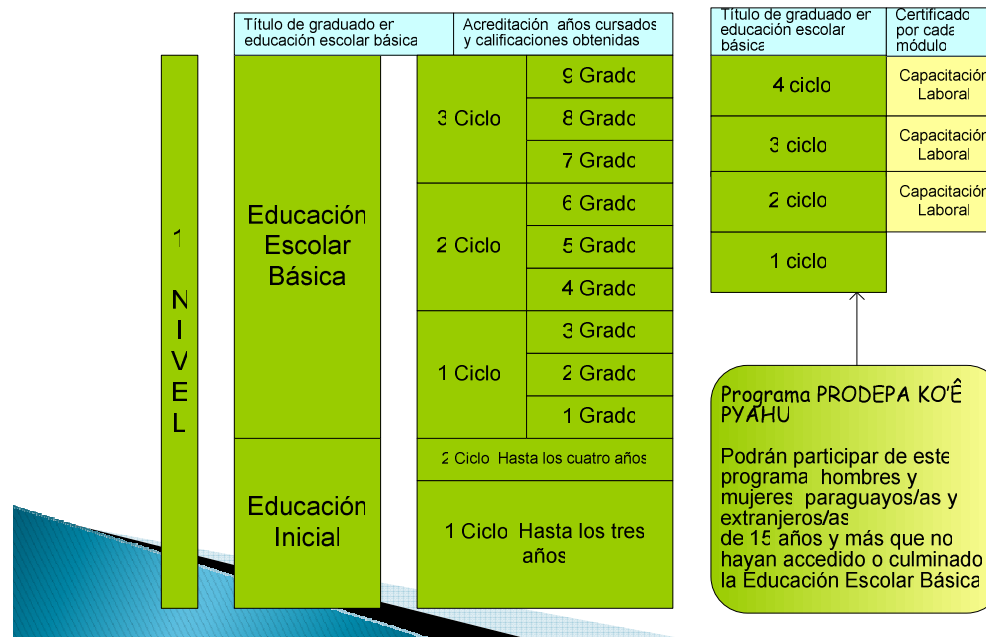 Título de graduado en
educación escolar básica
Acreditación años cursados
y calificaciones obtenidas
1
N
I
V
E
L
Educación
Escolar
Básica
3 Ciclo
9 Grado
8 Grado
7 Grado
2 Ciclo
6 Grado
5 Grado
4 Grado
1 Ciclo
3 Grado
2 Grado
1 Grado
Educación
Inicial
2 Ciclo Hasta los cuatro años
1 Ciclo Hasta los tres
años
Título de graduado en
educación escolar
básica
Certificado
por cada
módulo
4 ciclo
Capacitación
Laboral
3 ciclo
Capacitación
Laboral
2 ciclo
Capacitación
Laboral
1 ciclo
Programa PRODEPA KO'Ê
PYAHU
Podrán participar de este
programa hombres y
mujeres paraguayos/as y
extranjeros/as
de 15 años y más que no
hayan accedido o culminado
la Educación Escolar Básica